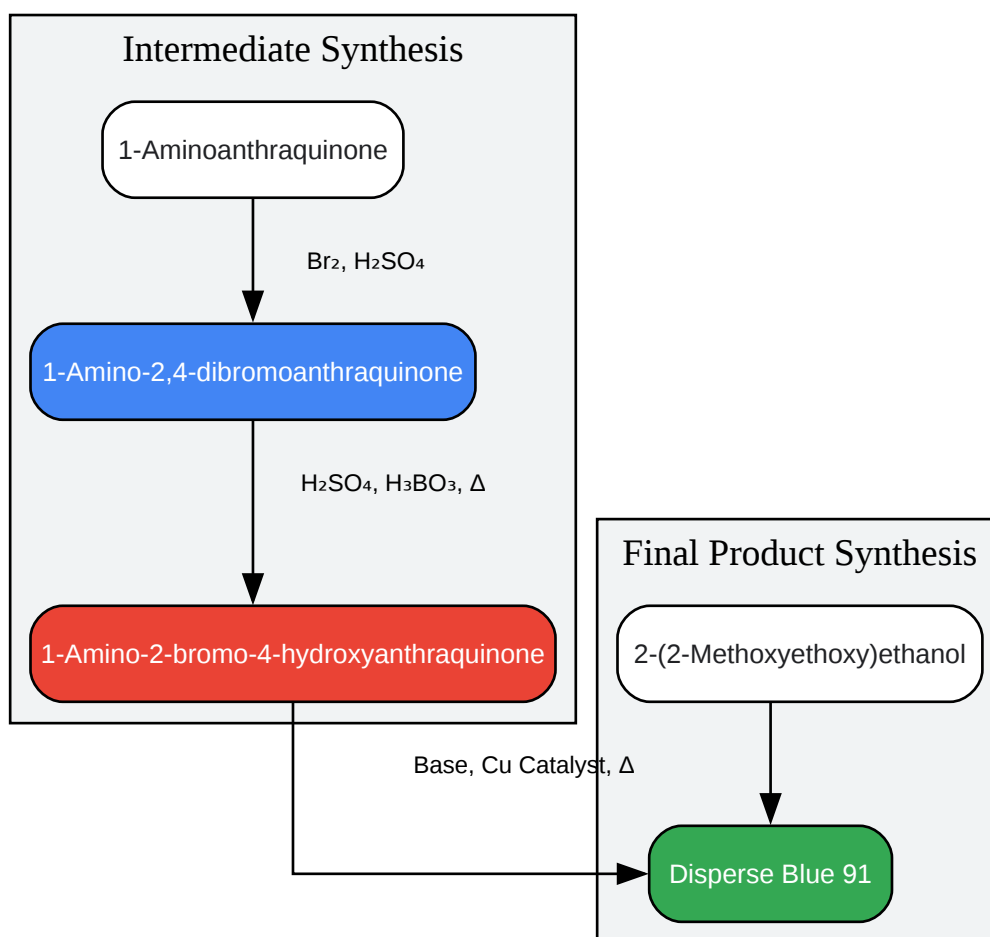 Intermediate Synthesis
1-Aminoanthraquinone
Br₂, H₂SO₄
1-Amino-2,4-dibromoanthraquinone
H₂SO₄, H₃BO₃, Δ
1-Amino-2-bromo-4-hydroxyanthraquinone
Final Product Synthesis
2-(2-Methoxyethoxy)ethanol
Base, Cu Catalyst, Δ
Disperse Blue 91